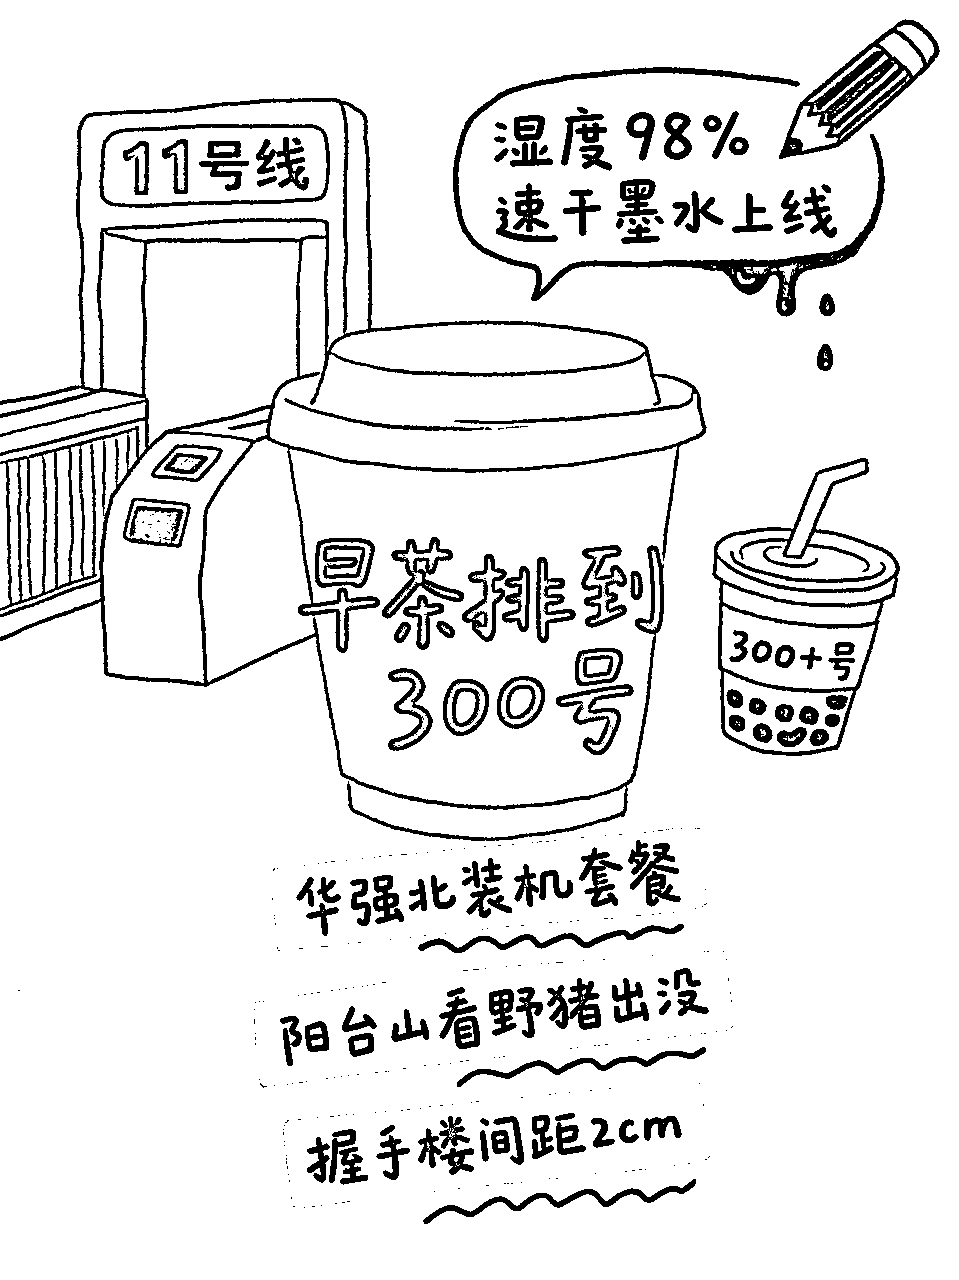 11号线
湿度98%
速干墨水上线
早茶排到
300号
300+号
华强北装机套餐
阳台山看野猪出没
握手楼间距2cm